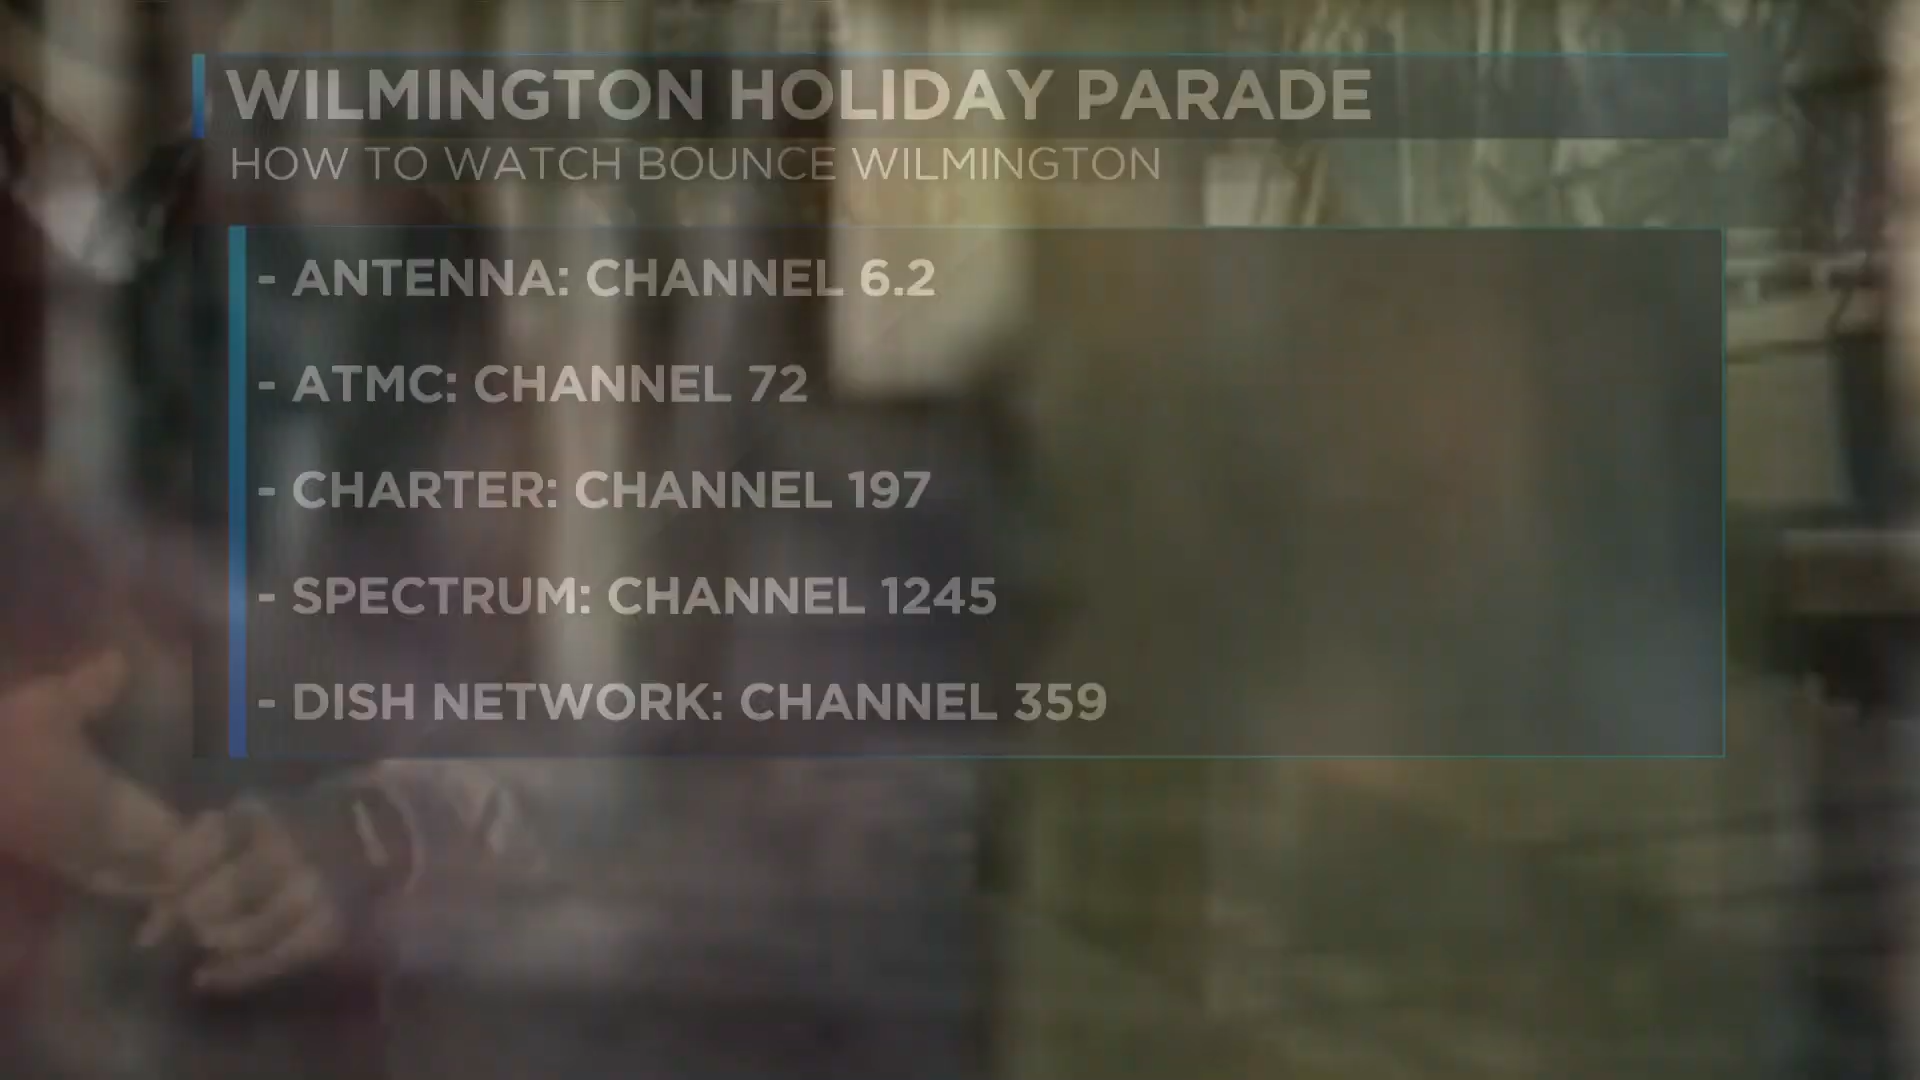 WILMINGTON HOLIDAY PARADE
HOW TO WATCH BOUNCE WILMINGTON
- ANTENNA: CHANNEL 6.2
- ATMC: CHANNEL 72
- CHARTER: CHANNEL 197
- SPECTRUM: CHANNEL 1245
- DISH NETWORK: CHANNEL 359